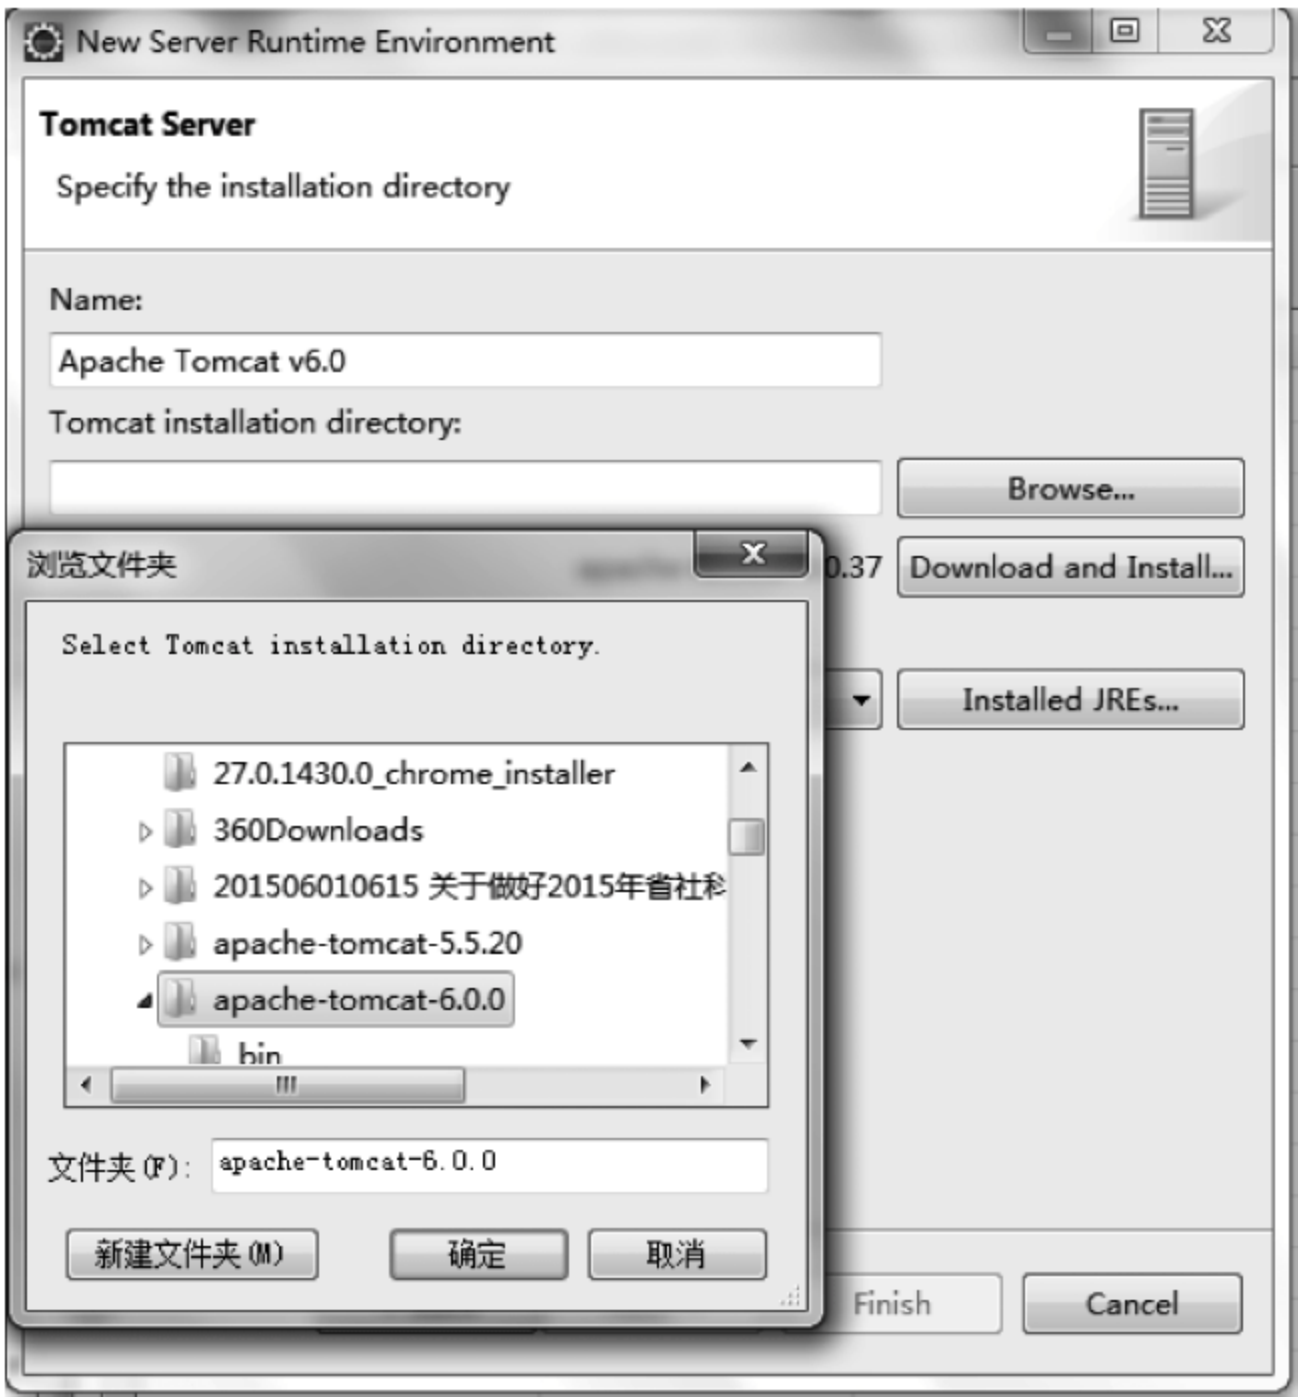 New Server Runtime Environment
Tomcat Server
Specify the installation directory
Name:
Apache Tomcat v6.0
Tomcat installation directory:
Browse...
浏览文件夹
0.37
Download and Install...
Select Tomcat installation directory.
Installed JREs...
27.0.1430.0_chrome_installer
360Downloads
201506010615 关于做好2015年省社科
apache-tomcat-5.5.20
apache-tomcat-6.0.0
bin
文件夹(F):
apache-tomcat-6.0.0
新建文件夹(M)
确定
取消
Finish
Cancel